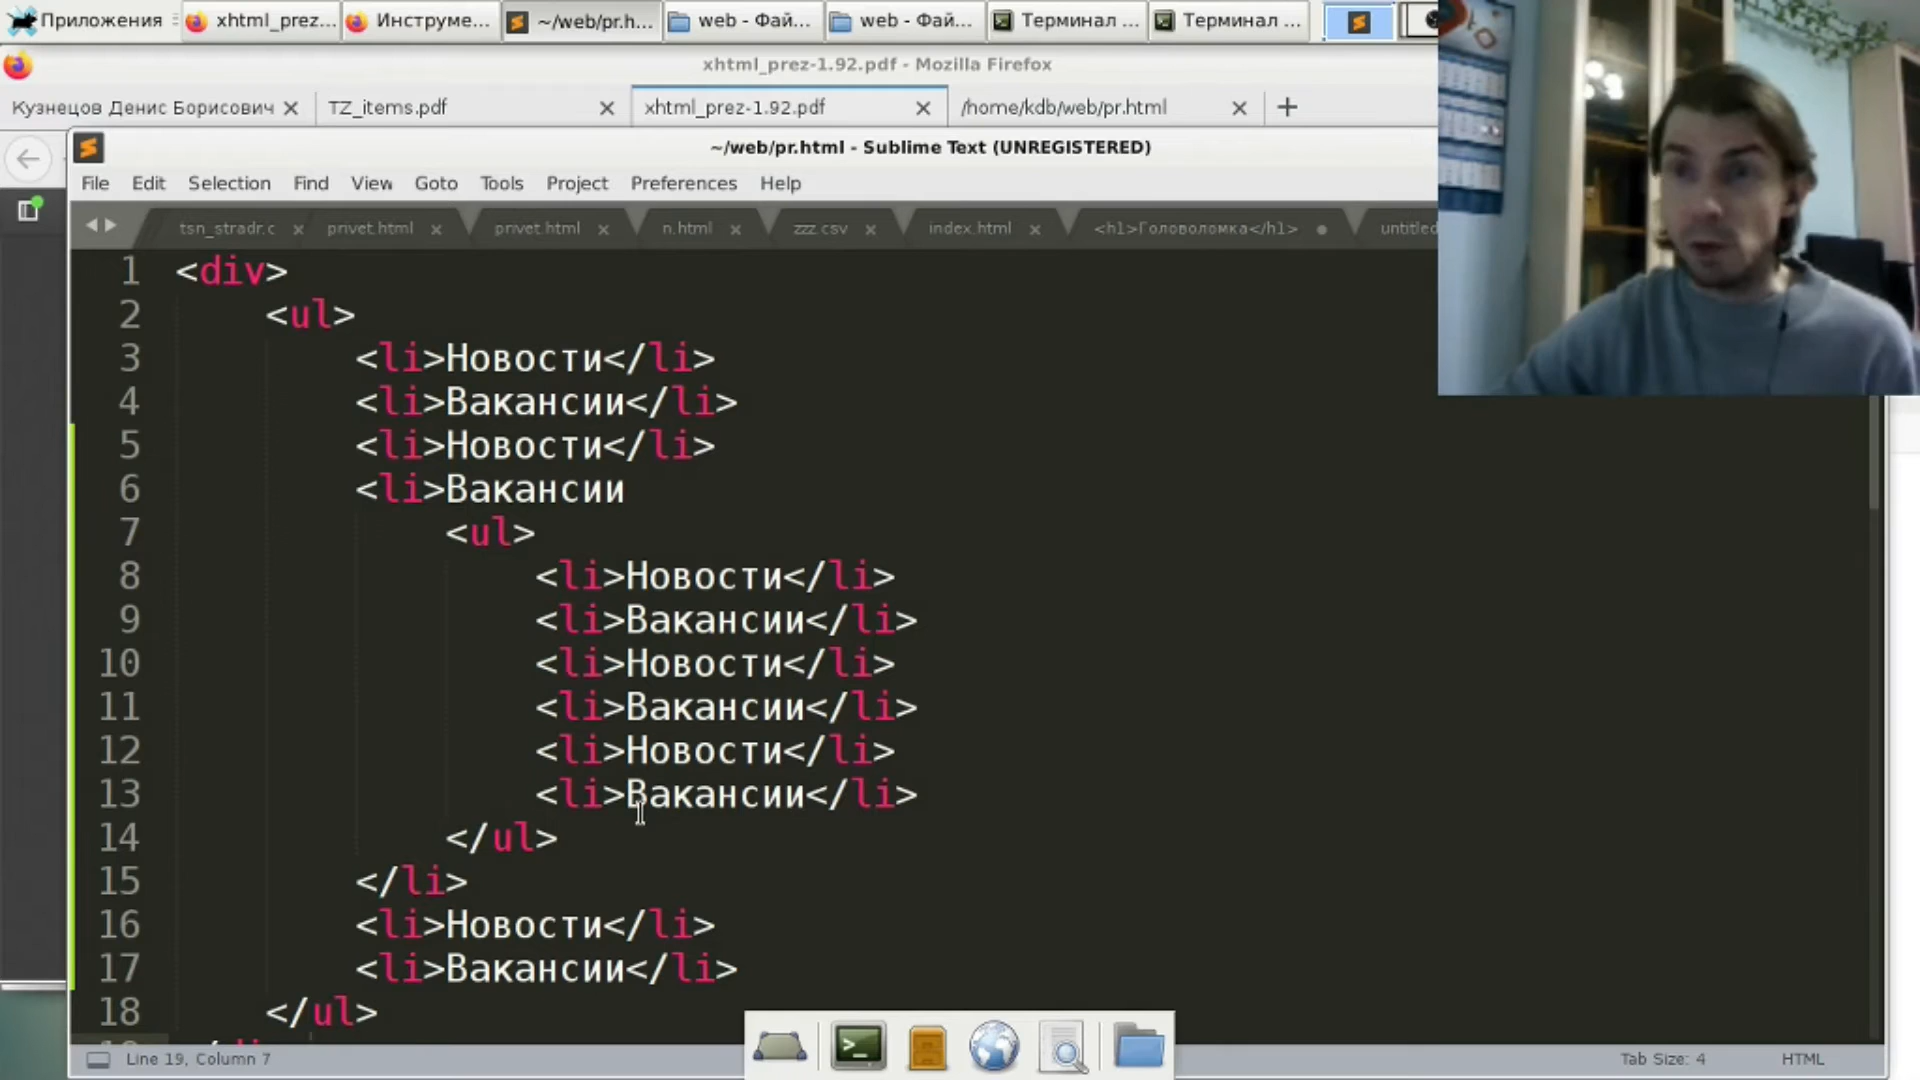 Приложения
xhtml_prez...
Инструме...
~/web/pr.h...
web - Фай...
web - Фай...
Терминал ...
Терминал ...
xhtml_prez-1.92.pdf - Mozilla Firefox
Кузнецов Денис Борисович
TZ_items.pdf
xhtml_prez-1.92.pdf
/home/kdb/web/pr.html
~/web/pr.html - Sublime Text (UNREGISTERED)
File Edit Selection Find View Goto Tools Project Preferences Help
tsn_stradr.c
privet.html
privet.html
n.html
zzz.csv
index.html
<h1>Головоломка</h1>
untitled
1 <div>
2 <ul>
3 <li>Новости</li>
4 <li>Вакансии</li>
5 <li>Новости</li>
6 <li>Вакансии
7 <ul>
8 <li>Новости</li>
9 <li>Вакансии</li>
10 <li>Новости</li>
11 <li>Вакансии</li>
12 <li>Новости</li>
13 <li>Вакансии</li>
14 </ul>
15 </li>
16 <li>Новости</li>
17 <li>Вакансии</li>
18 </ul>
Line 19, Column 7
Tab Size: 4
HTML